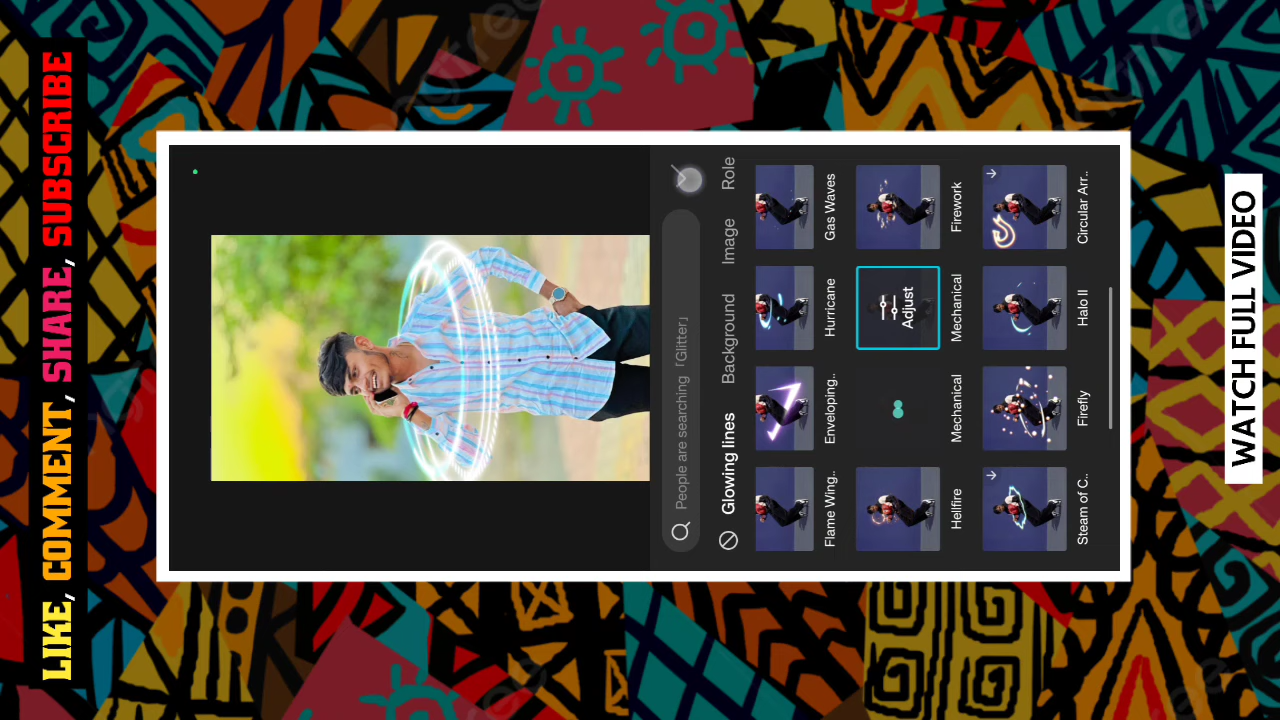 LIKE, COMMENT, SHARE, SUBSCRIBE
People are searching「Glitter」
Glowing lines
Background
Image
Role
Flame Wing..
Enveloping..
Hurricane
Gas Waves
Hellfire
Mechanical
Adjust
Mechanical
Firework
Steam of C..
Firefly
Halo II
Circular Arr..
WATCH FULL VIDEO